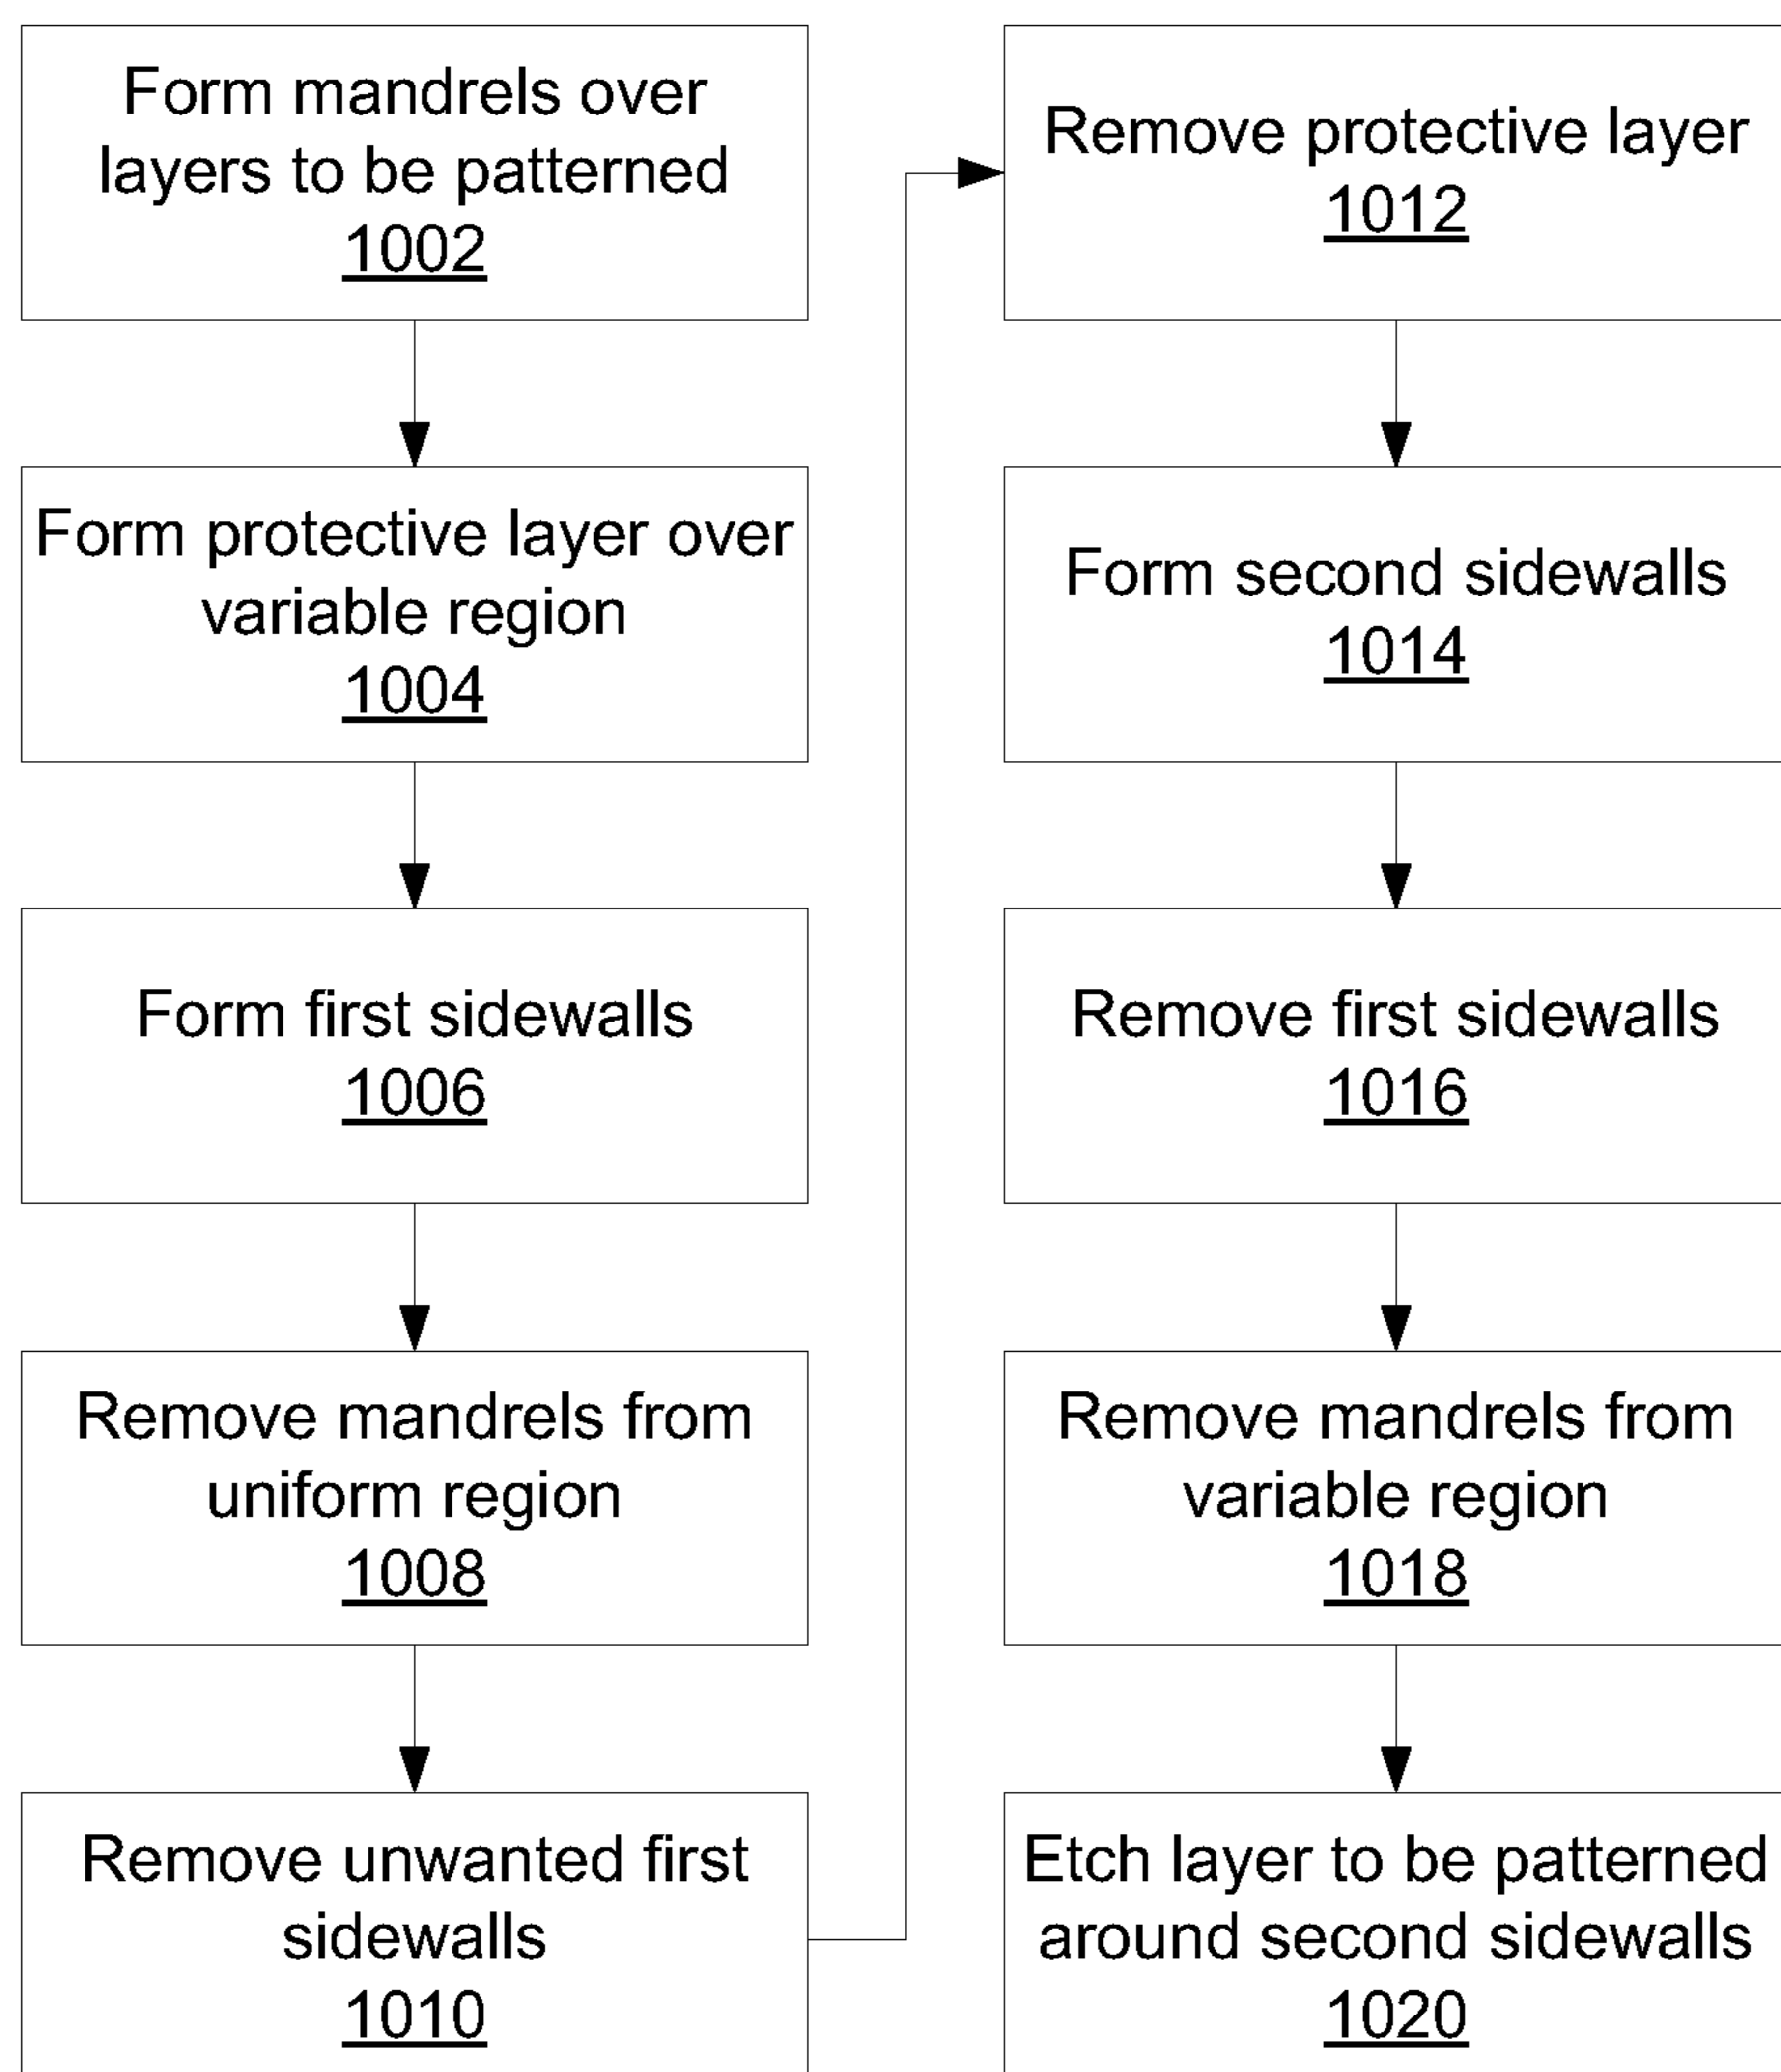 Form mandrels over
layers to be patterned
1002
Form protective layer over
variable region
1004
Form first sidewalls
1006
Remove mandrels from
uniform region
1008
Remove unwanted first
sidewalls
1010
Remove protective layer
1012
Form second sidewalls
1014
Remove first sidewalls
1016
Remove mandrels from
variable region
1018
Etch layer to be patterned
around second sidewalls
1020